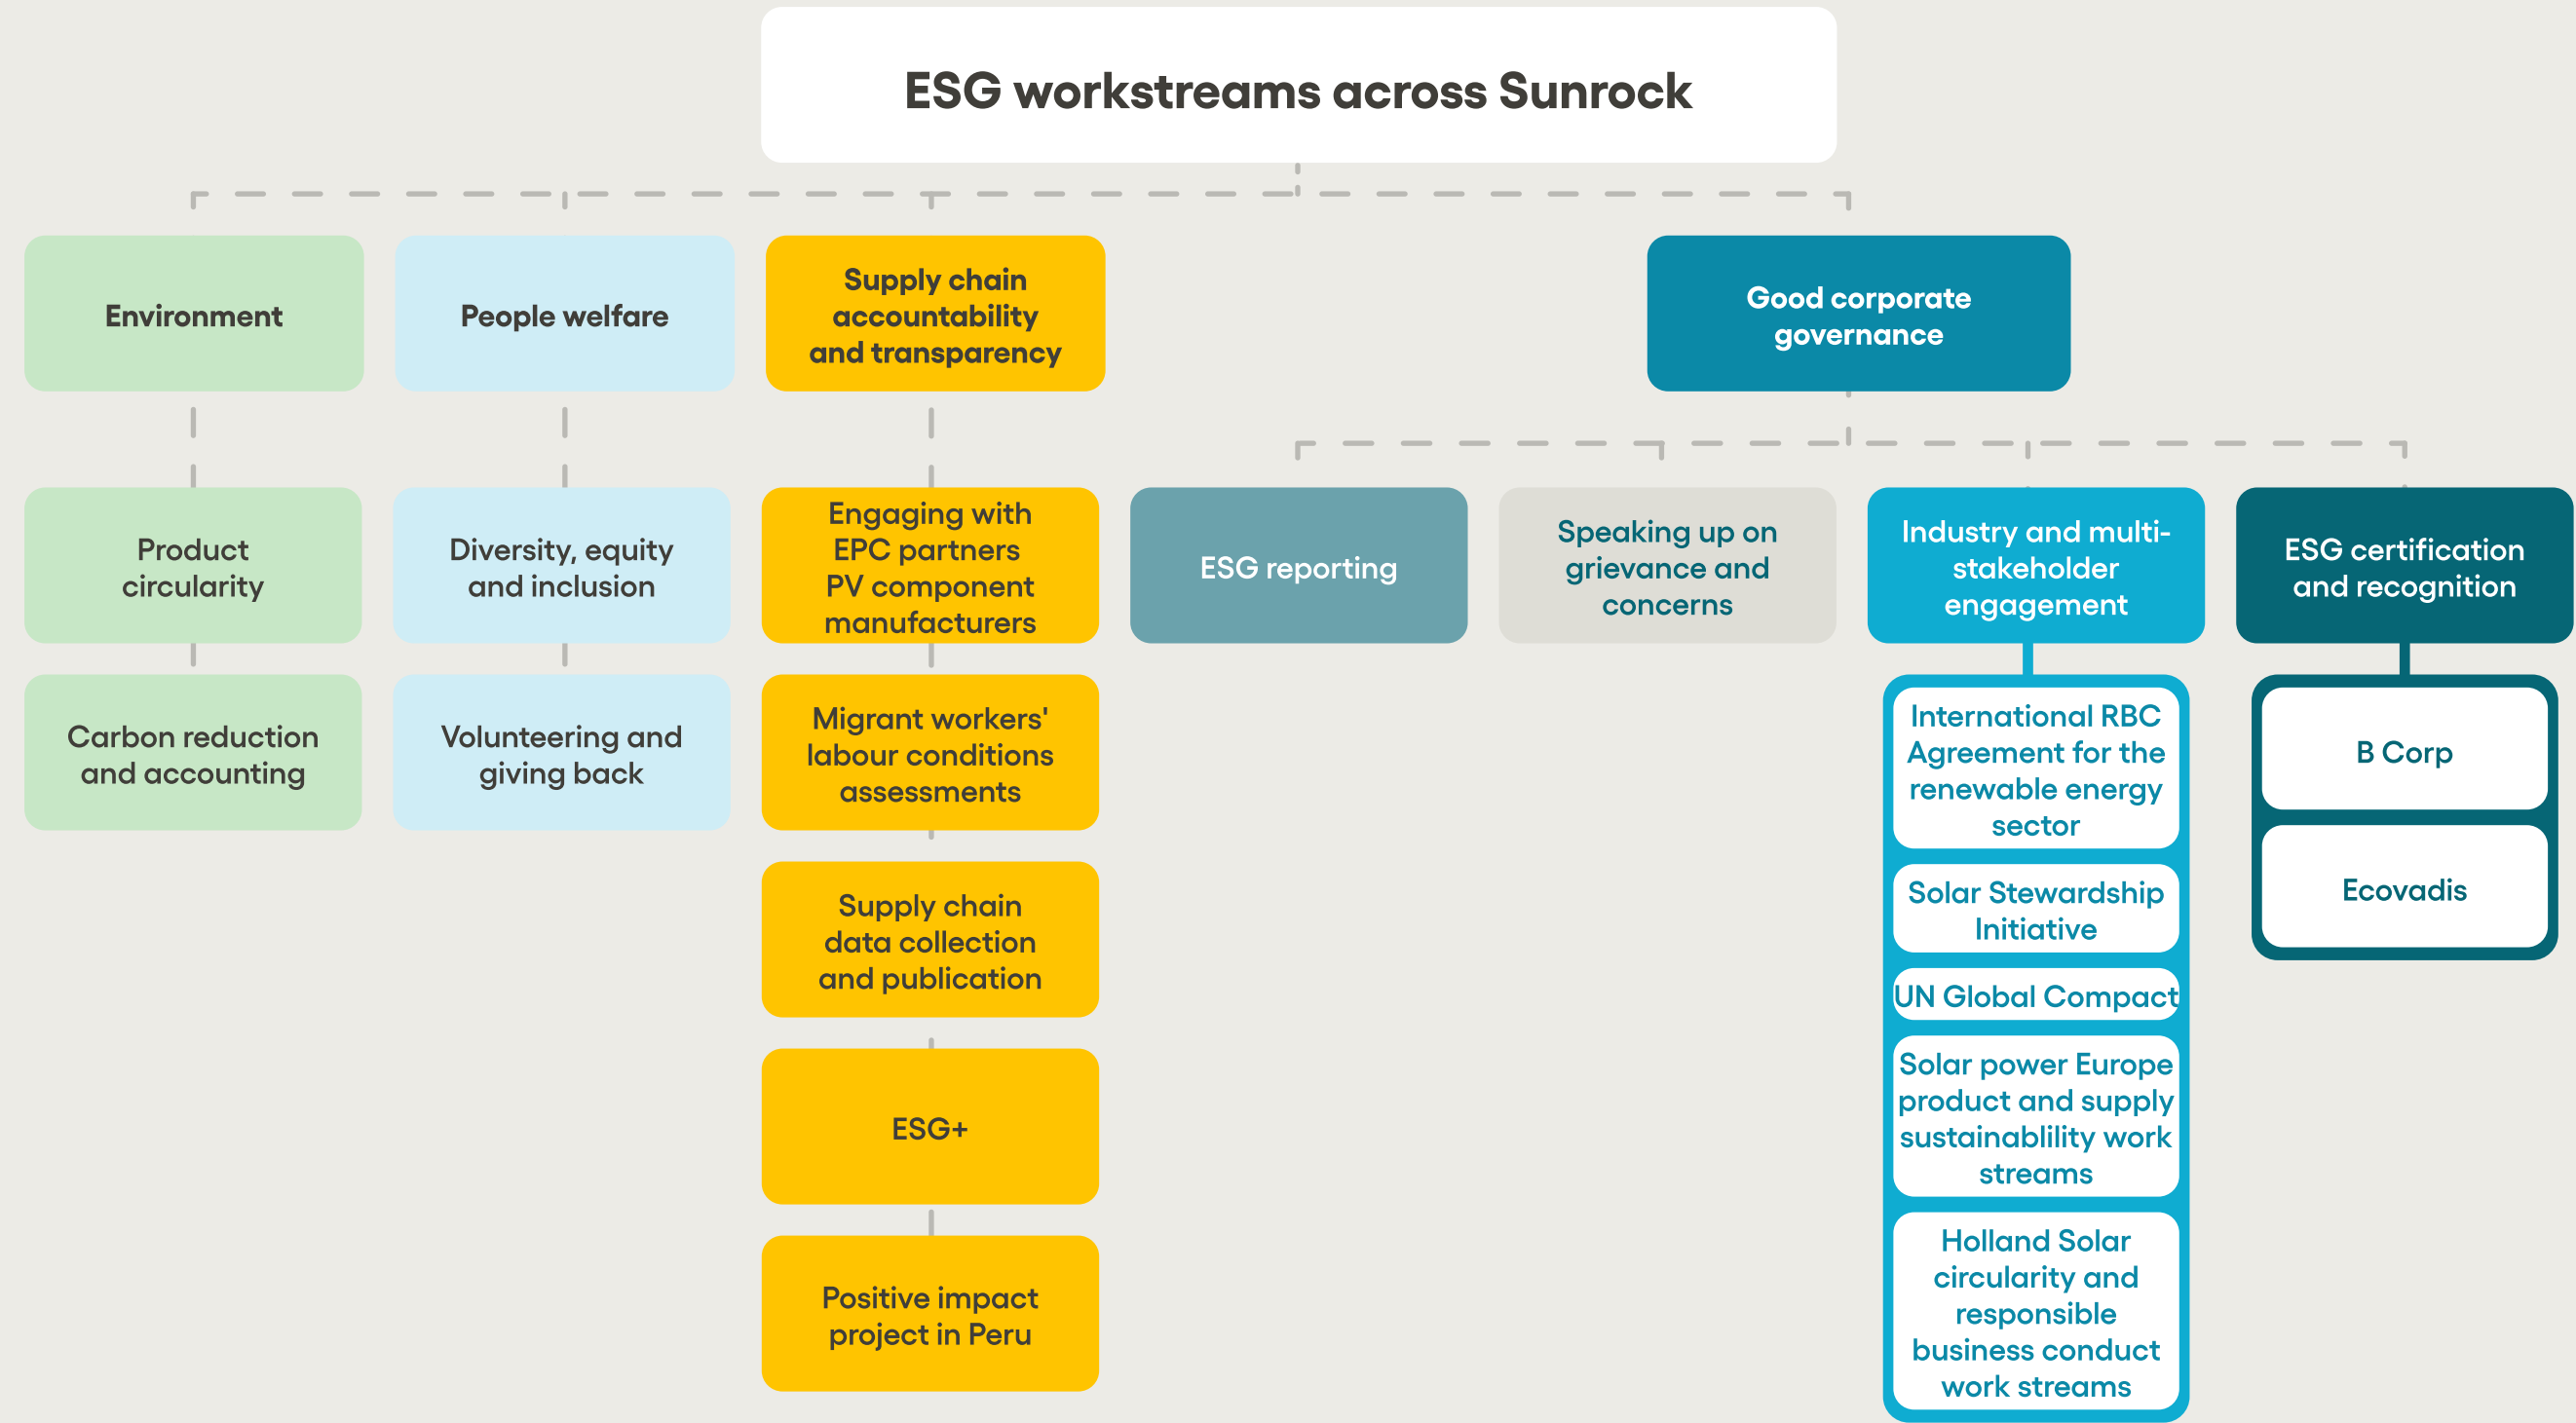 ESG workstreams across Sunrock
Environment
People welfare
Supply chain
accountability
and transparency
Good corporate
governance
Product
circularity
Carbon reduction
and accounting
Diversity, equity
and inclusion
Volunteering and
giving back
Engaging with
EPC partners
PV component
manufacturers
Migrant workers'
labour conditions
assessments
Supply chain
data collection
and publication
ESG+
Positive impact
project in Peru
ESG reporting
Speaking up on
grievance and
concerns
Industry and multi-
stakeholder
engagement
International RBC
Agreement for the
renewable energy
sector
Solar Stewardship
Initiative
UN Global Compact
Solar power Europe
product and supply
sustainablility work
streams
Holland Solar
circularity and
responsible
business conduct
work streams
ESG certification
and recognition
B Corp
Ecovadis